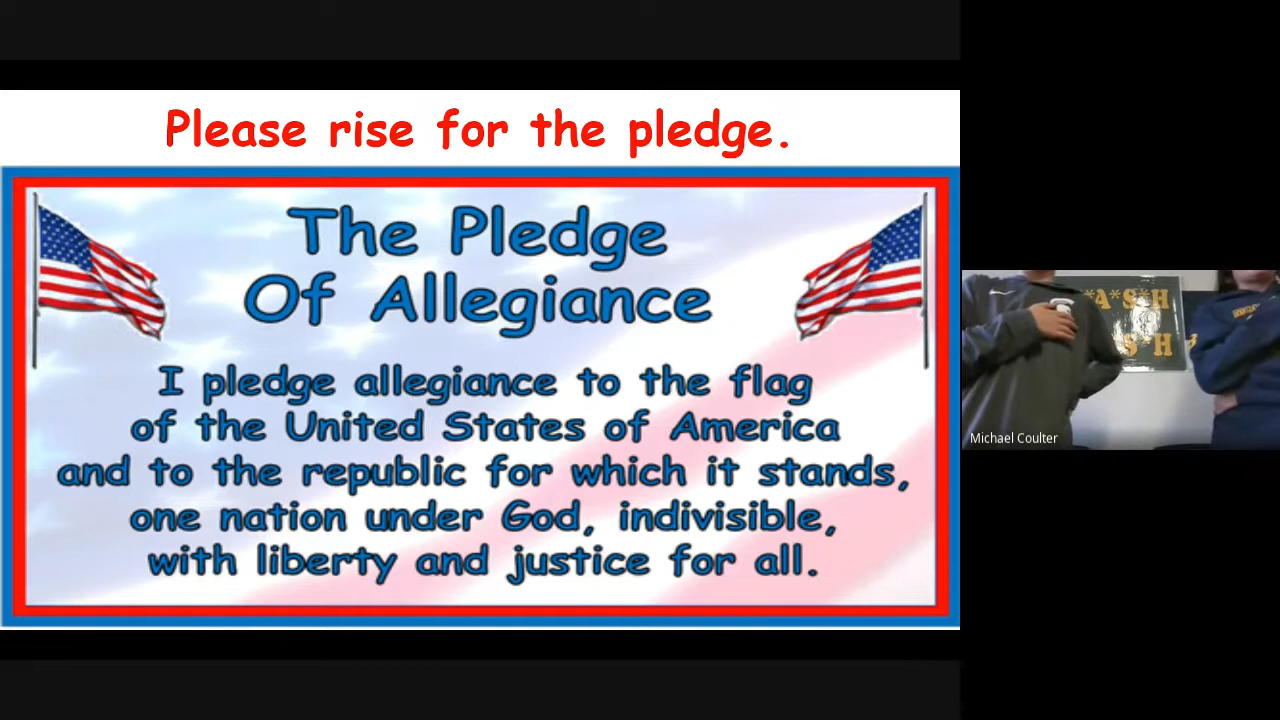 Please rise for the pledge.
The Pledge
Of Allegiance
I pledge allegiance to the flag
of the United States of America
and to the republic for which it stands,
one nation under God, indivisible,
with liberty and justice for all.
*A*S*H
S*H
Michael Coulter